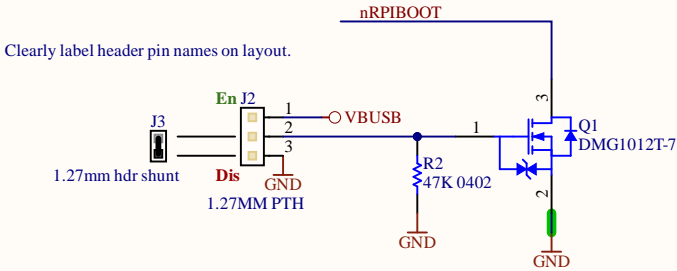 nRPIBOOT
Clearly label header pin names on layout.
En J2
J3
1
VBUSB
2
3
Dis
GND
1.27mm hdr shunt
1.27MM PTH
R2
47K 0402
GND
1
3
Q1
DMG1012T-7
2
GND